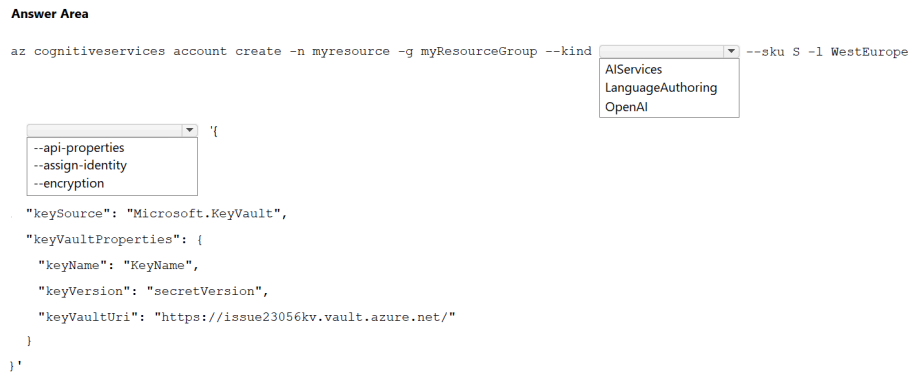 Answer Area
az cognitiveservices account create -n myresource -g myResourceGroup --kind --sku S -l WestEurope
AIServices
LanguageAuthoring
OpenAI
'{
--api-properties
--assign-identity
--encryption
"keySource": "Microsoft.KeyVault",
"keyVaultProperties": {
"keyName": "KeyName",
"keyVersion": "secretVersion",
"keyVaultUri": "https://issue23056kv.vault.azure.net/"
}
}'